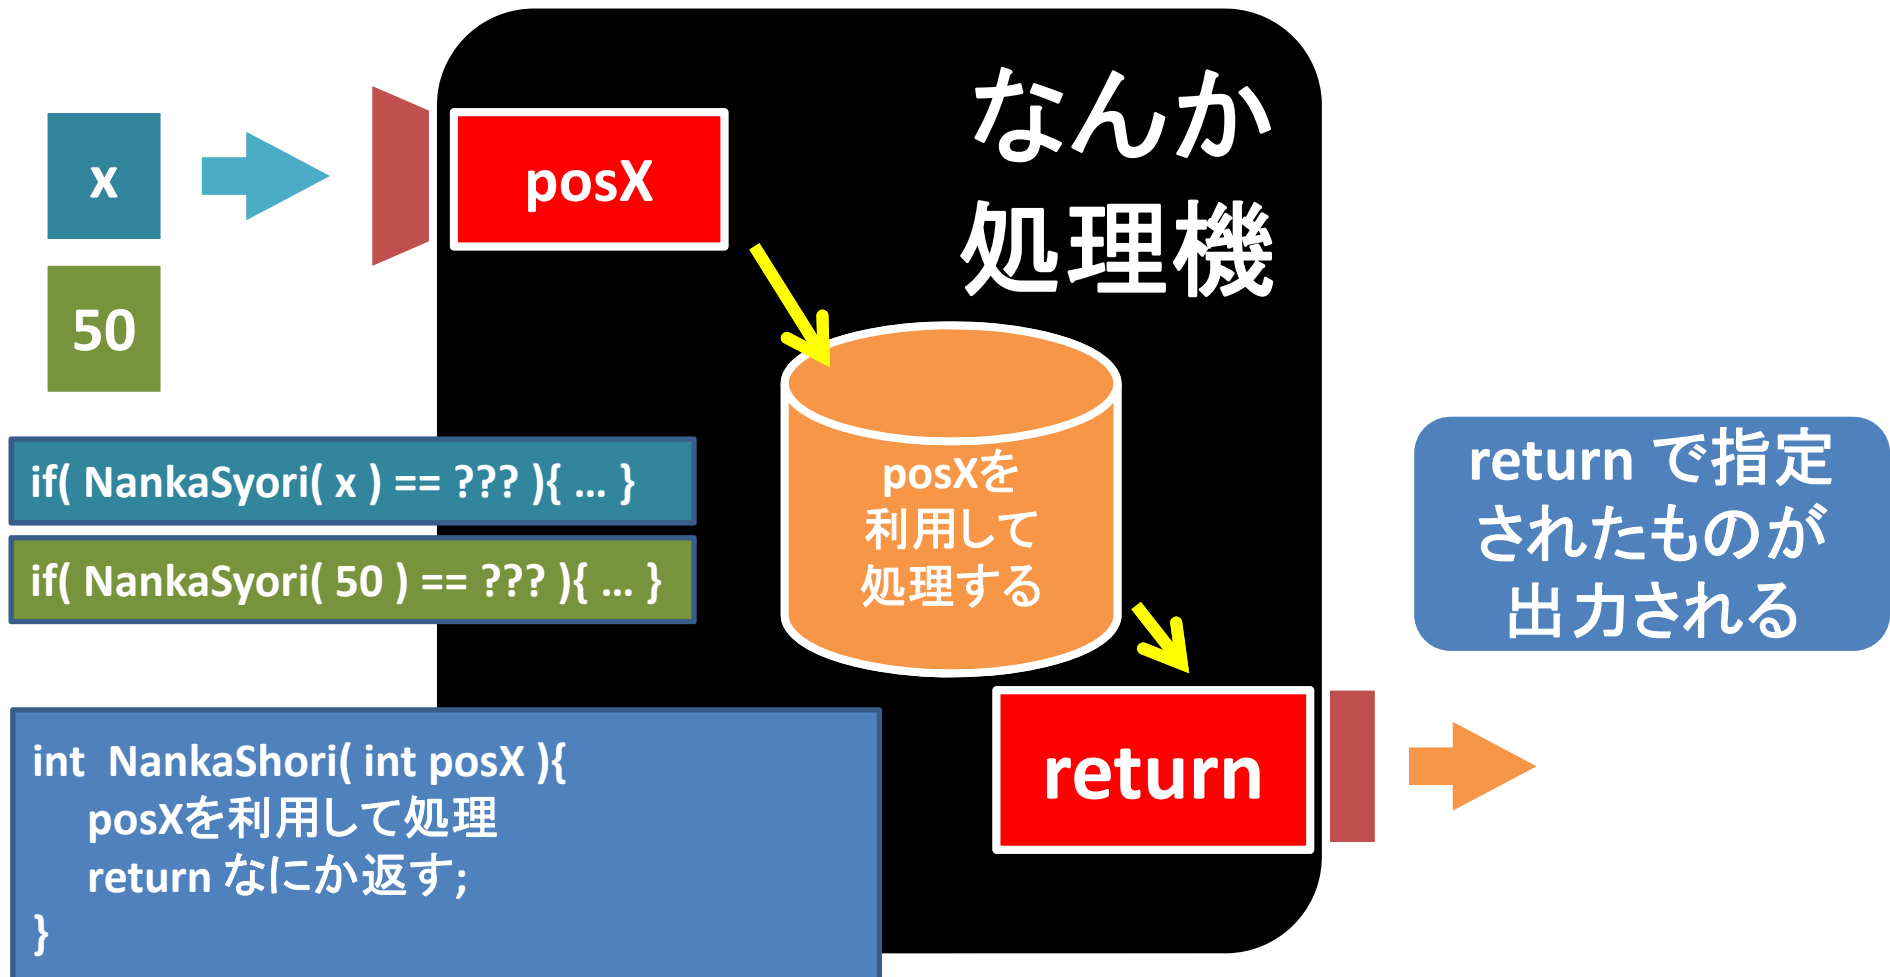 x
50
posX
なんか
処理機
posXを
利用して
処理する
if( NankaSyori( x ) == ??? ){ … }
if( NankaSyori( 50 ) == ??? ){ … }
return で指定
されたものが
出力される
return
int NankaShori( int posX ){
posXを利用して処理
return なにか返す;
}